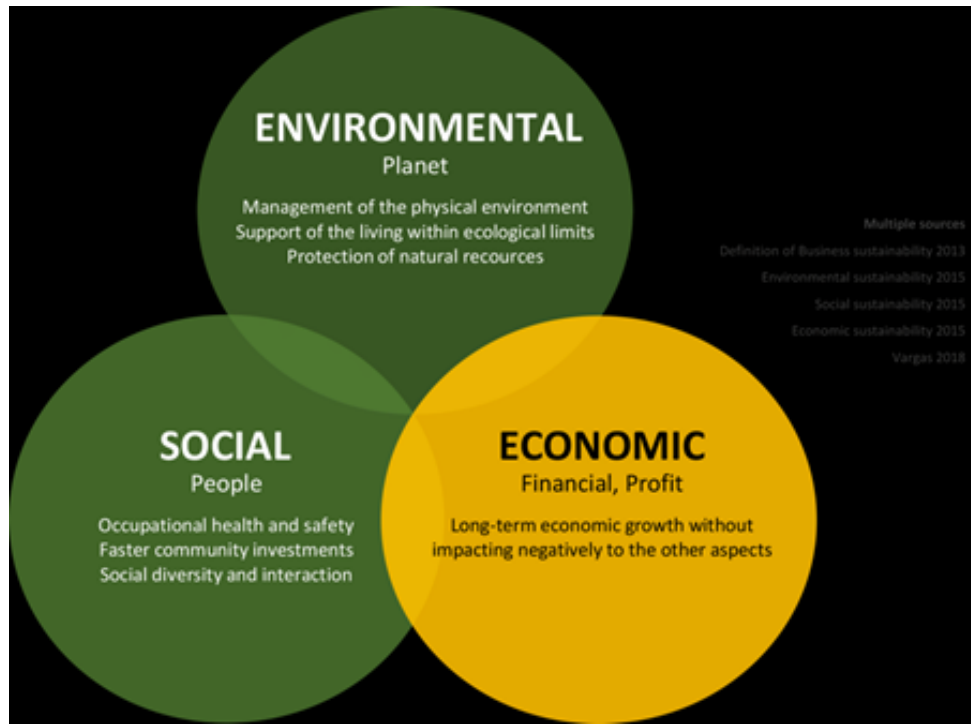 ENVIRONMENTAL
Planet
Management of the physical environment
Support of the living within ecological limits
Protection of natural recources
Multiple sources
Definition of Business sustainability 2013
Environmental sustainability 2015
Social sustainability 2015
Economic sustainability 2015
Vargas 2018
SOCIAL
People
Occupational health and safety
Faster community investments
Social diversity and interaction
ECONOMIC
Financial, Profit
Long-term economic growth without
impacting negatively to the other aspects